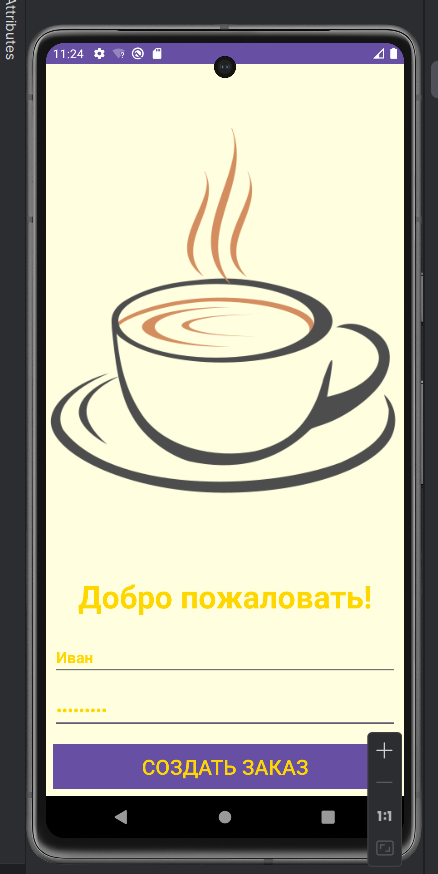 Attributes
11:24
Добро пожаловать!
Иван
•••••••••
СОЗДАТЬ ЗАКАЗ
1:1